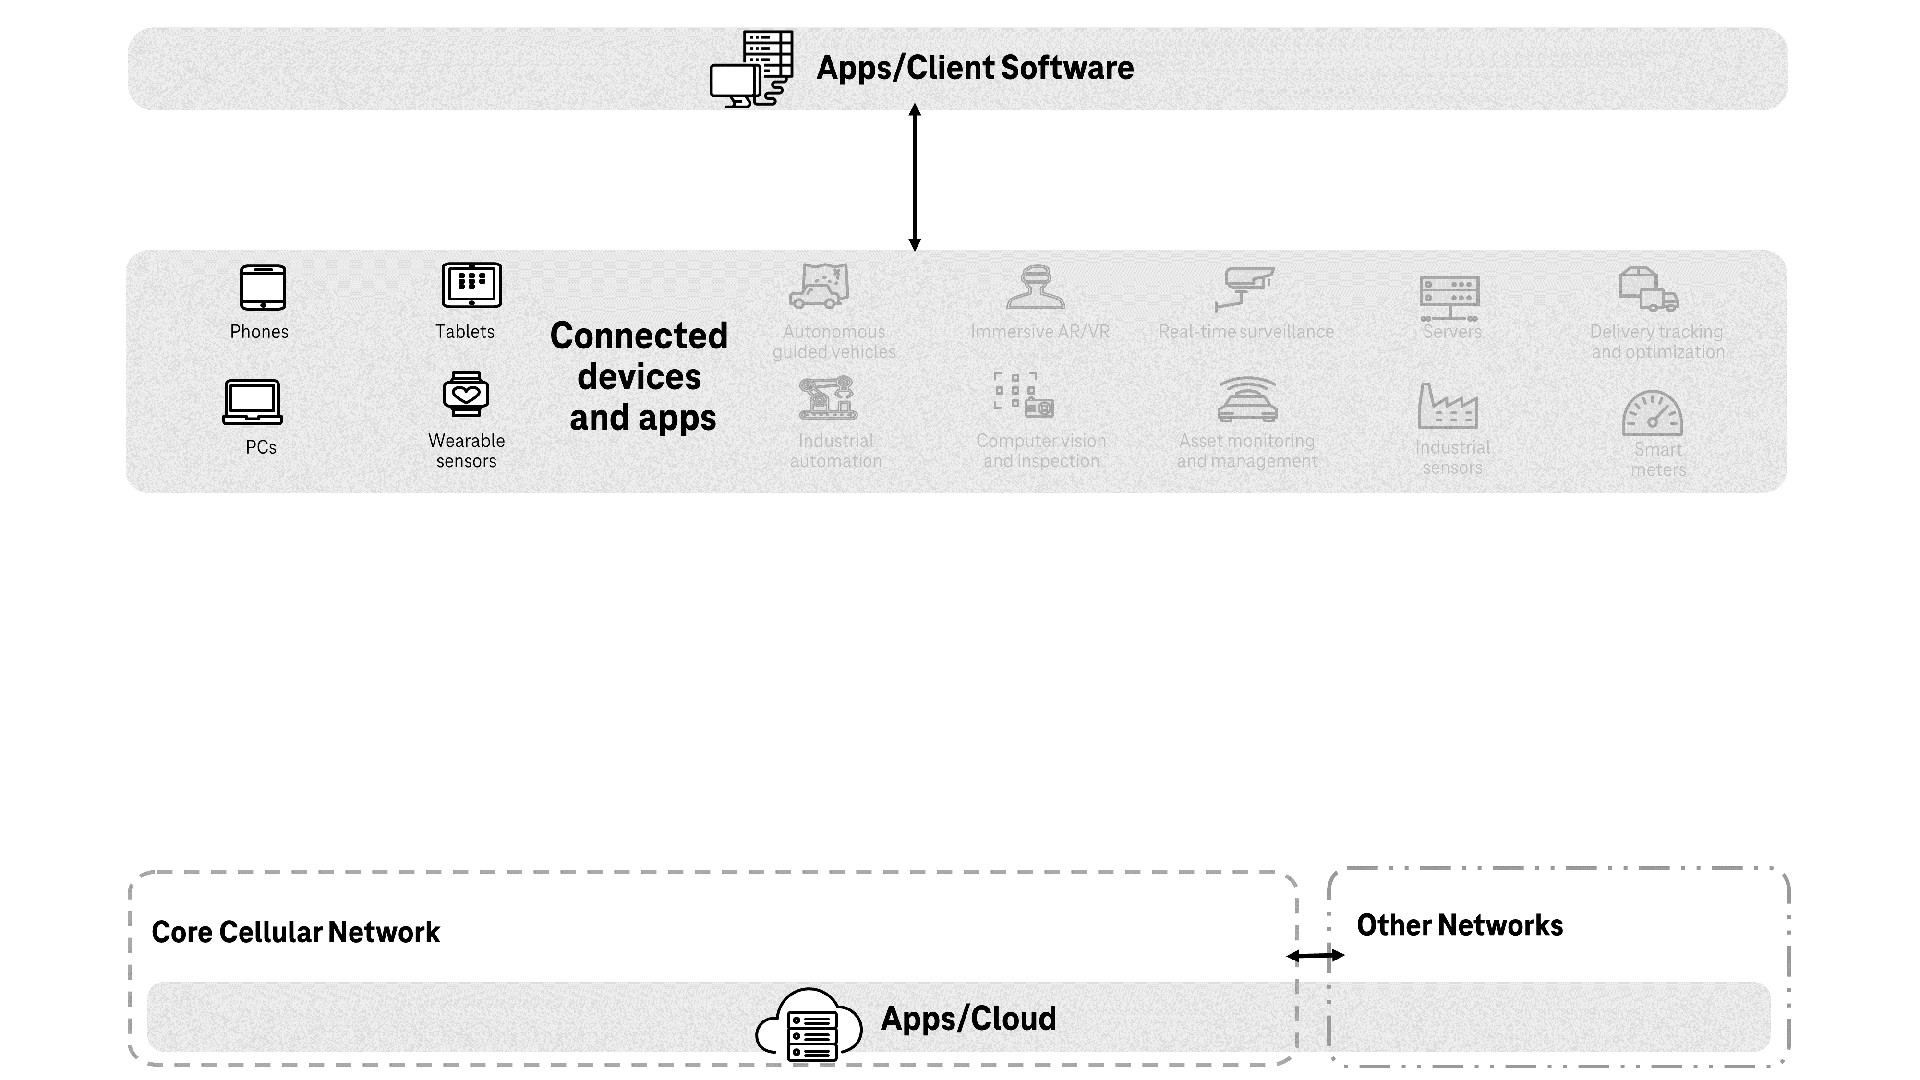 Apps/Client Software
Phones
Tablets
PCs
Wearable
sensors
Connected
devices
and apps
Autonomous
guided vehicles
Immersive AR/VR
Real-time surveillance
Servers
Delivery tracking
and optimization
Industrial
automation
Computer vision
and inspection
Asset monitoring
and management
Industrial
sensors
Smart
meters
Core Cellular Network
Other Networks
Apps/Cloud